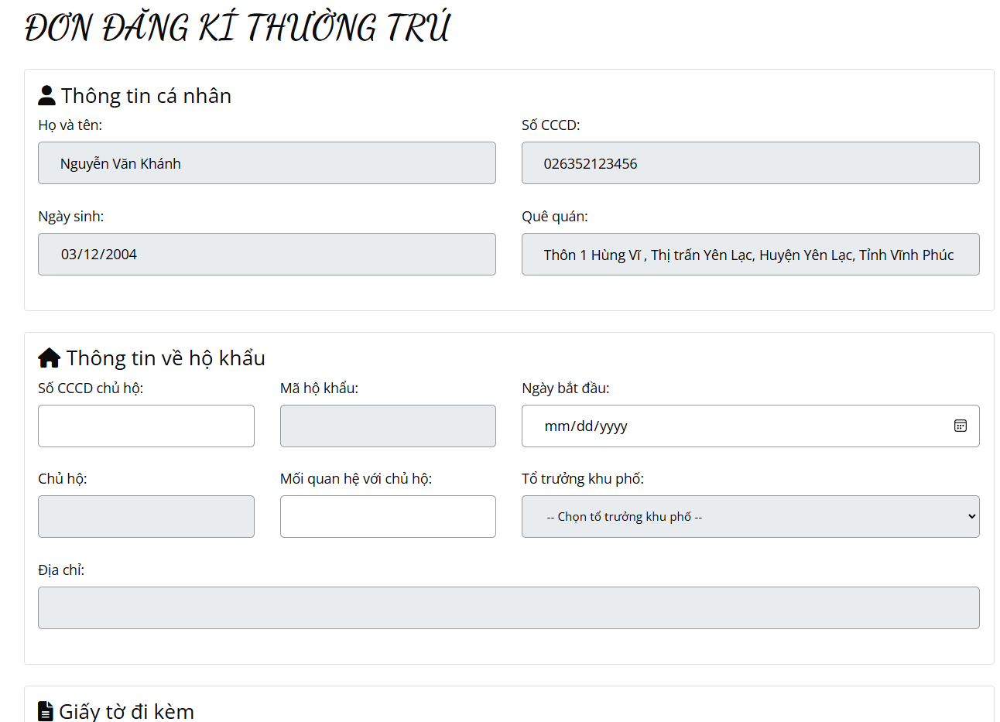 ĐƠN ĐĂNG KÍ THƯỜNG TRÚ
Thông tin cá nhân
Họ và tên:
Số CCCD:
Nguyễn Văn Khánh
026352123456
Ngày sinh:
Quê quán:
03/12/2004
Thôn 1 Hùng Vĩ , Thị trấn Yên Lạc, Huyện Yên Lạc, Tỉnh Vĩnh Phúc
Thông tin về hộ khẩu
Số CCCD chủ hộ:
Mã hộ khẩu:
Ngày bắt đầu:
mm/dd/yyyy
Chủ hộ:
Mối quan hệ với chủ hộ:
Tổ trưởng khu phố:
-- Chọn tổ trưởng khu phố --
Địa chỉ:
Giấy tờ đi kèm